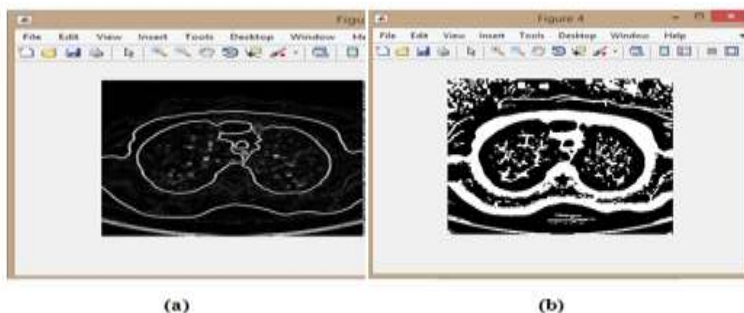 Figu
File Edit View Insert Tools Desktop Window He
Figure 4
File Edit View Insert Tools Desktop Window Help
(a)
(b)